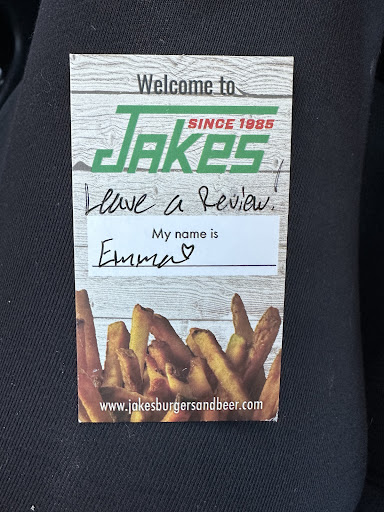 Welcome to
SINCE 1985
JAKES
Leave a Review!
My name is
Emma♡
www.jakesburgersandbeer.com